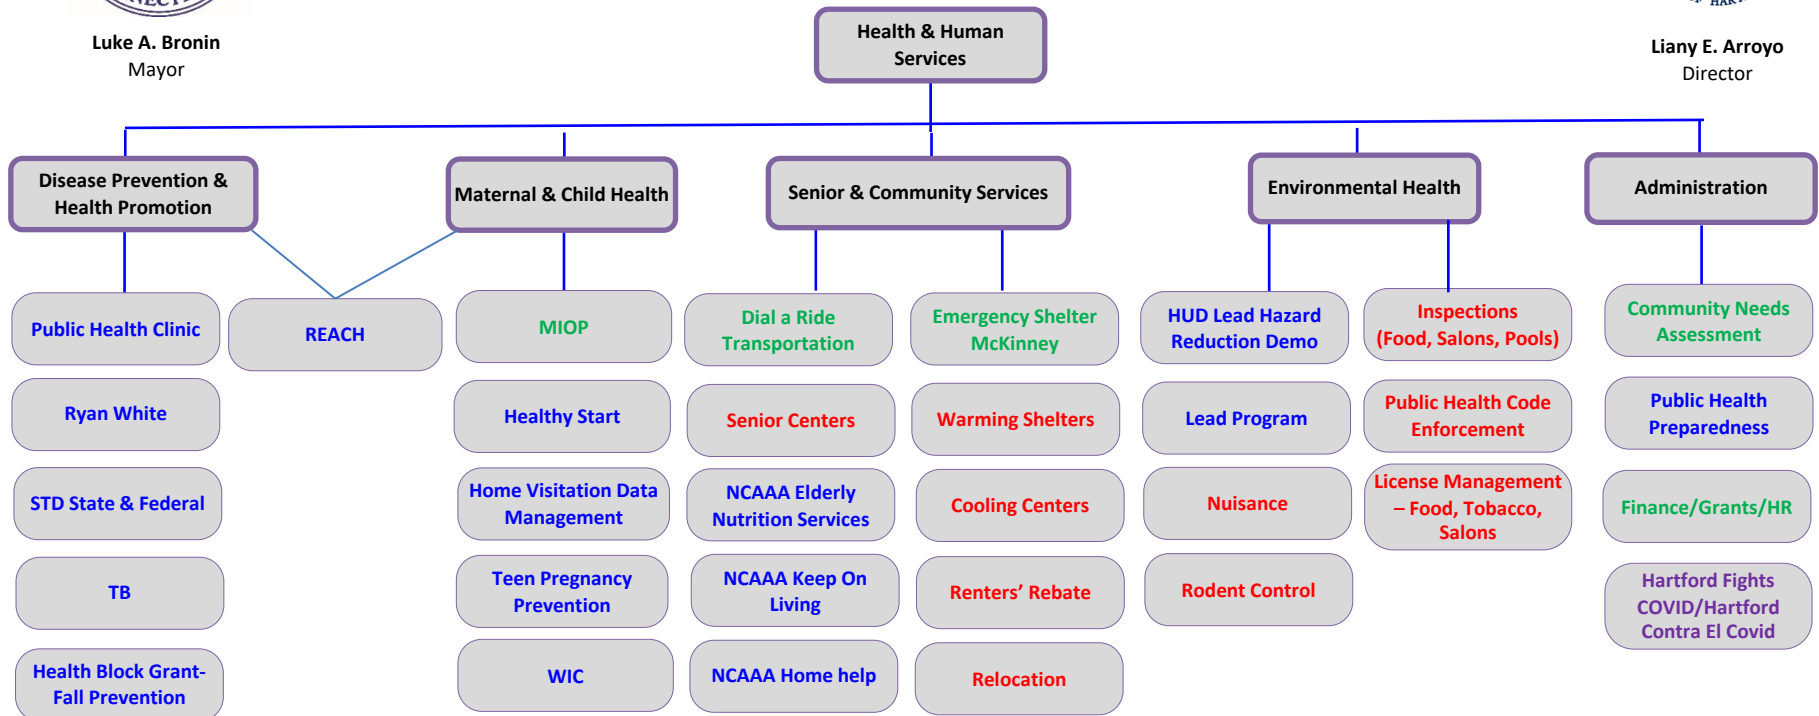 NECTI
OF HART
Luke A. Bronin
Mayor
Health & Human
Services
Liany E. Arroyo
Director
Disease Prevention &
Health Promotion
Maternal & Child Health
Senior & Community Services
Environmental Health
Administration
Public Health Clinic
Ryan White
STD State & Federal
TB
Health Block Grant-
Fall Prevention
REACH
MIOP
Healthy Start
Home Visitation Data
Management
Teen Pregnancy
Prevention
WIC
Dial a Ride
Transportation
Senior Centers
NCAAA Elderly
Nutrition Services
NCAAA Keep On
Living
NCAAA Home help
Emergency Shelter
McKinney
Warming Shelters
Cooling Centers
Renters’ Rebate
Relocation
HUD Lead Hazard
Reduction Demo
Lead Program
Nuisance
Rodent Control
Inspections
(Food, Salons, Pools)
Public Health Code
Enforcement
License Management
– Food, Tobacco,
Salons
Community Needs
Assessment
Public Health
Preparedness
Finance/Grants/HR
Hartford Fights
COVID/Hartford
Contra El Covid